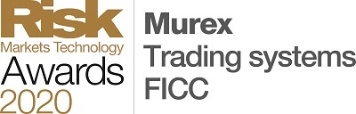 Risk
Markets Technology
Awards
2020
Murex
Trading systems
FICC